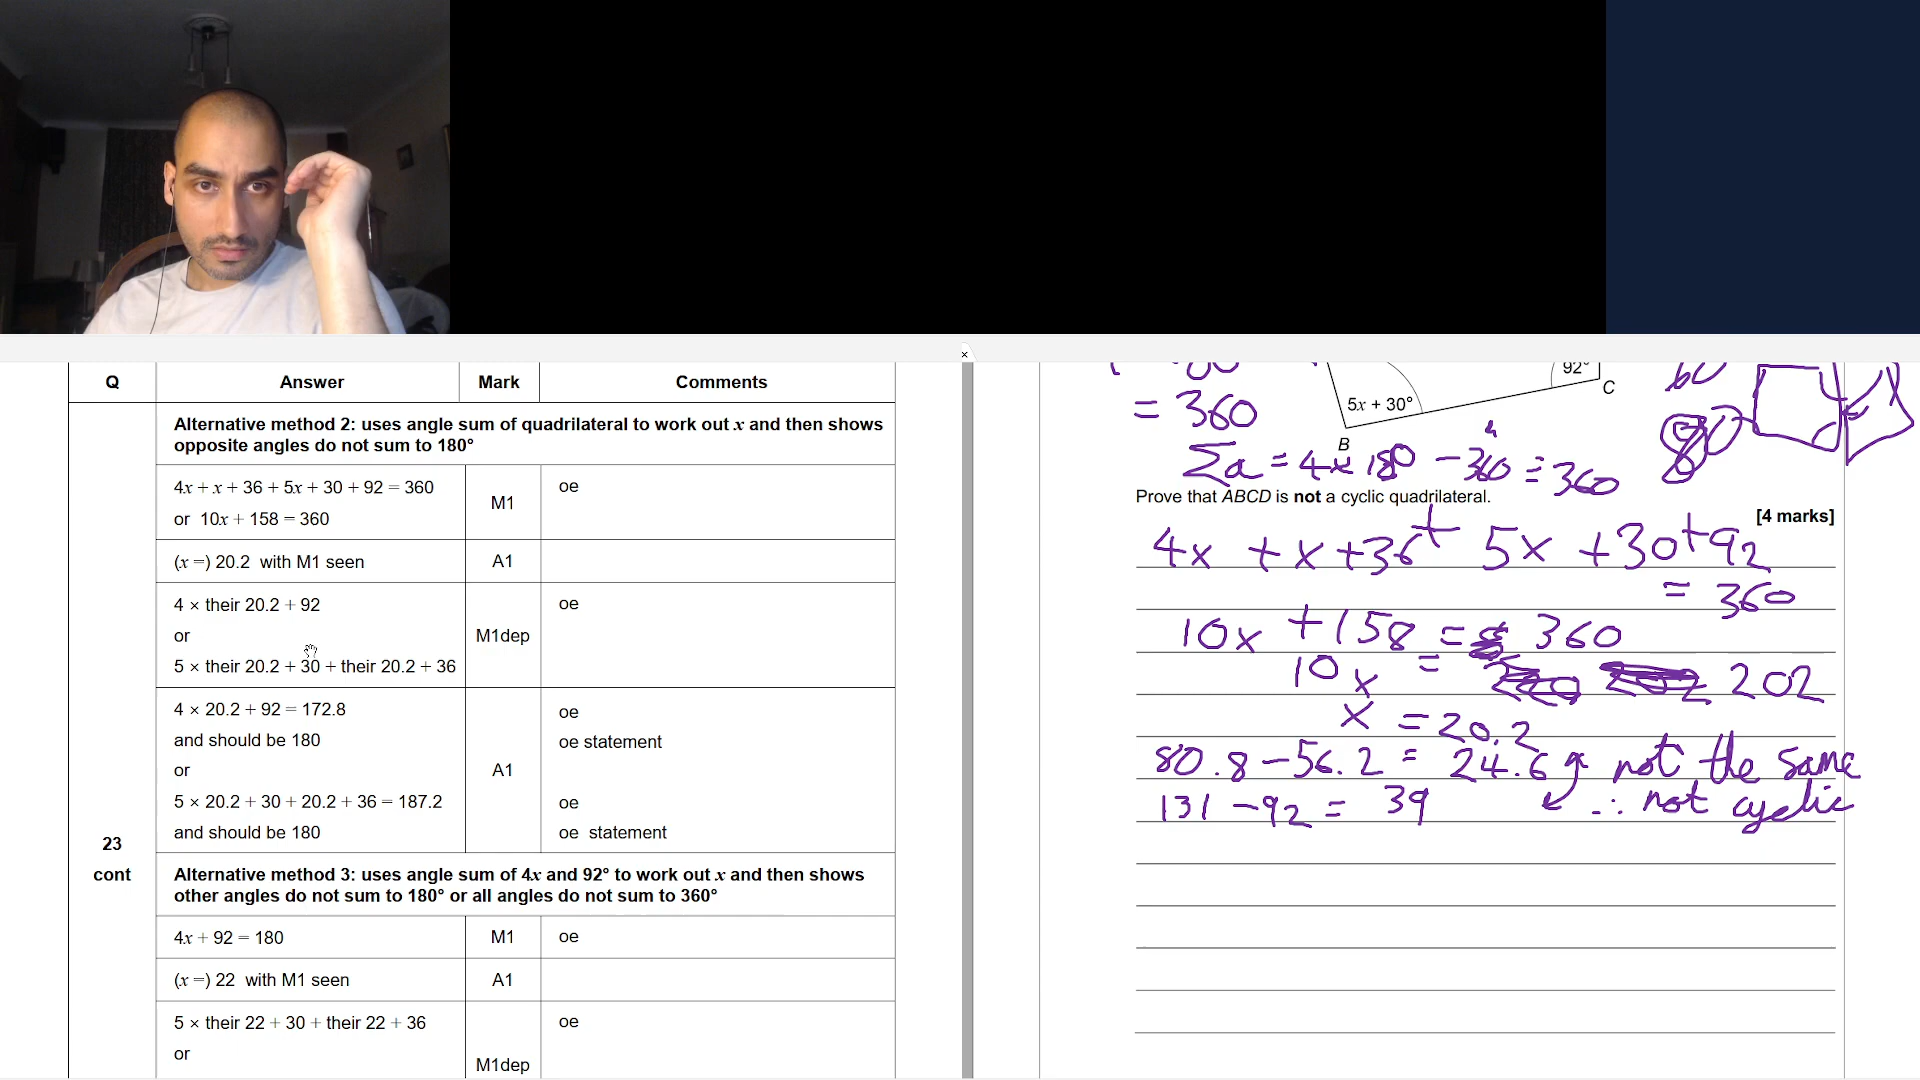 Q Answer Mark Comments
Alternative method 2: uses angle sum of quadrilateral to work out x and then shows
opposite angles do not sum to 180°
4x + x + 36 + 5x + 30 + 92 = 360
or 10x + 158 = 360
M1
oe
(x =) 20.2 with M1 seen
A1
4 × their 20.2 + 92
or
5 × their 20.2 + 30 + their 20.2 + 36
M1dep
oe
4 × 20.2 + 92 = 172.8
and should be 180
or
5 × 20.2 + 30 + 20.2 + 36 = 187.2
and should be 180
A1
oe
oe statement
oe
oe statement
23
cont
Alternative method 3: uses angle sum of 4x and 92° to work out x and then shows
other angles do not sum to 180° or all angles do not sum to 360°
4x + 92 = 180
M1
oe
(x =) 22 with M1 seen
A1
5 × their 22 + 30 + their 22 + 36
or
M1dep
oe
×
92°
C
5x + 30°
B
= 360
60
80
Σa = 4 × 180 - 360 = 360
Prove that ABCD is not a cyclic quadrilateral.
[4 marks]
4x + x + 36 + 5x + 30 + 92
= 360
10x + 158 = 360
10x = 202
x = 20.2
80.8 - 56.2 = 24.6 not the same
131 - 92 = 39 ∴ not cyclic